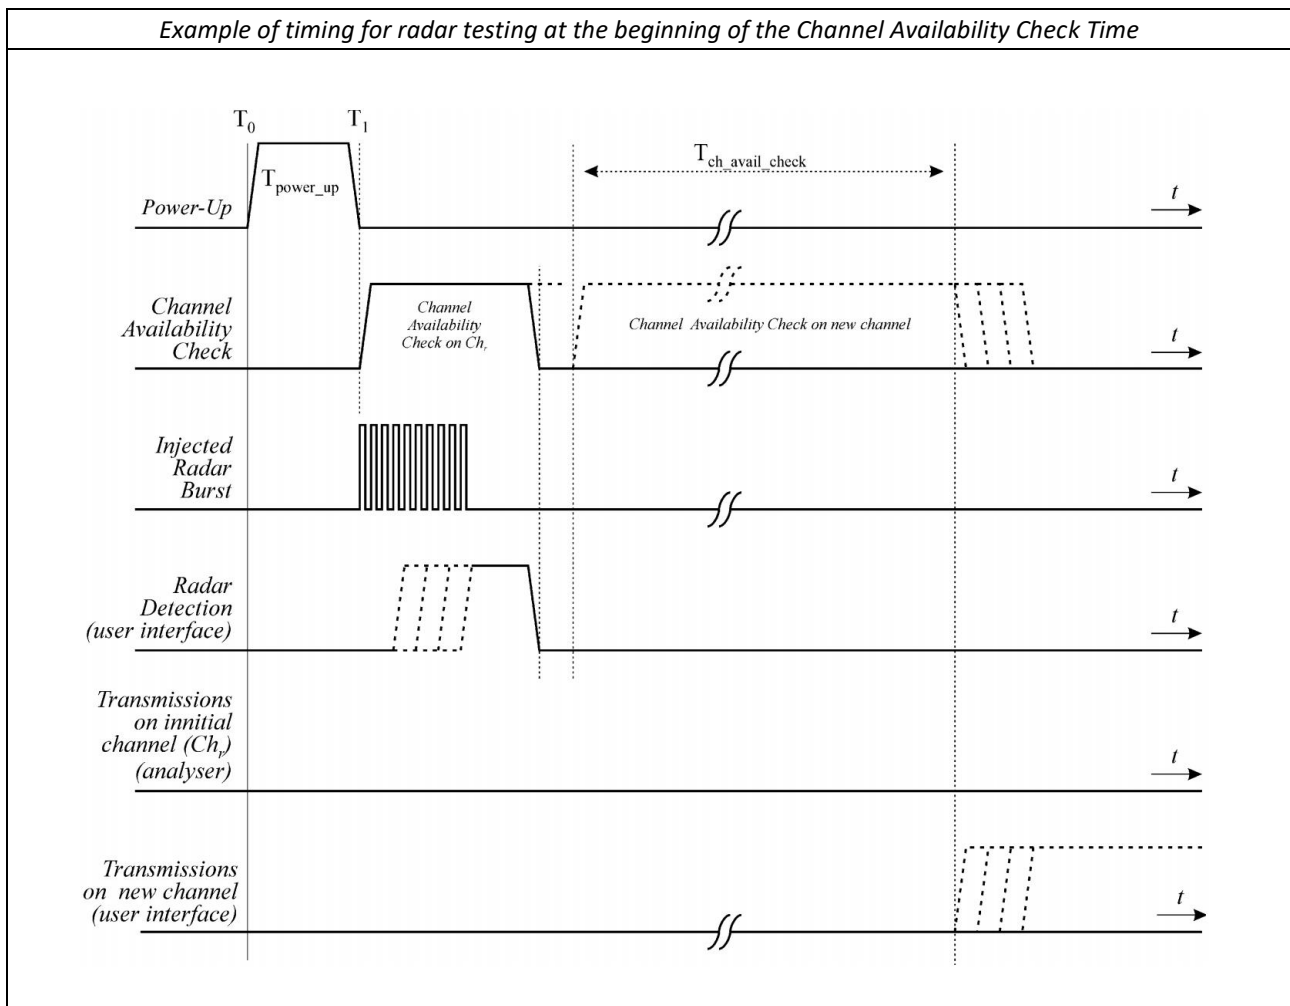 Example of timing for radar testing at the beginning of the Channel Availability Check Time
T0 T1
Tpower_up
Tch_avail_check
Power-Up
t
Channel
Availability
Check
Channel
Availability
Check on Chr
Channel Availability Check on new channel
t
Injected
Radar
Burst
t
Radar
Detection
(user interface)
t
Transmissions
on innitial
channel (Chr)
(analyser)
t
Transmissions
on new channel
(user interface)
t